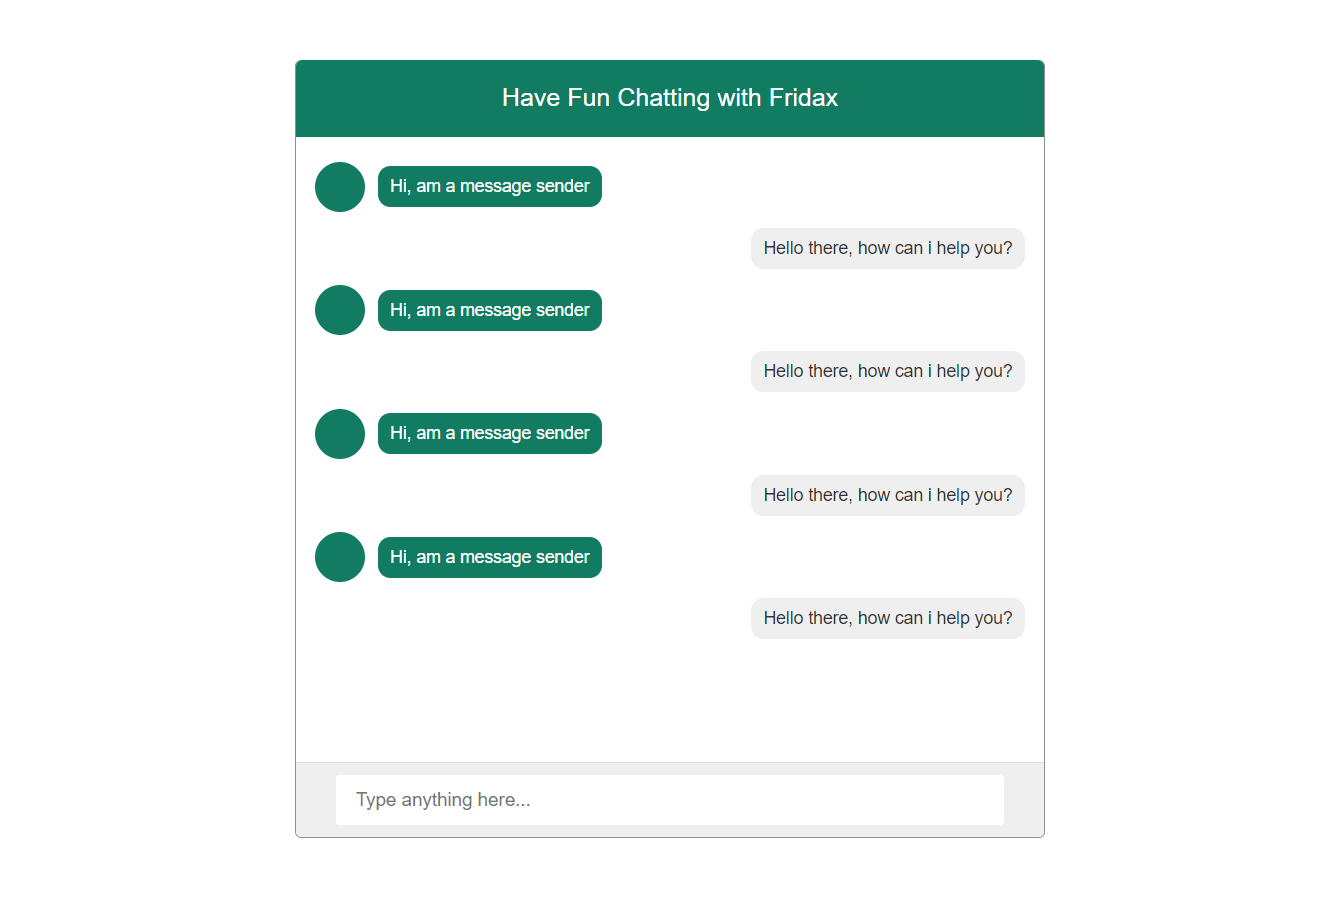 Have Fun Chatting with Fridax
Hi, am a message sender
Hello there, how can i help you?
Hi, am a message sender
Hello there, how can i help you?
Hi, am a message sender
Hello there, how can i help you?
Hi, am a message sender
Hello there, how can i help you?
Type anything here...